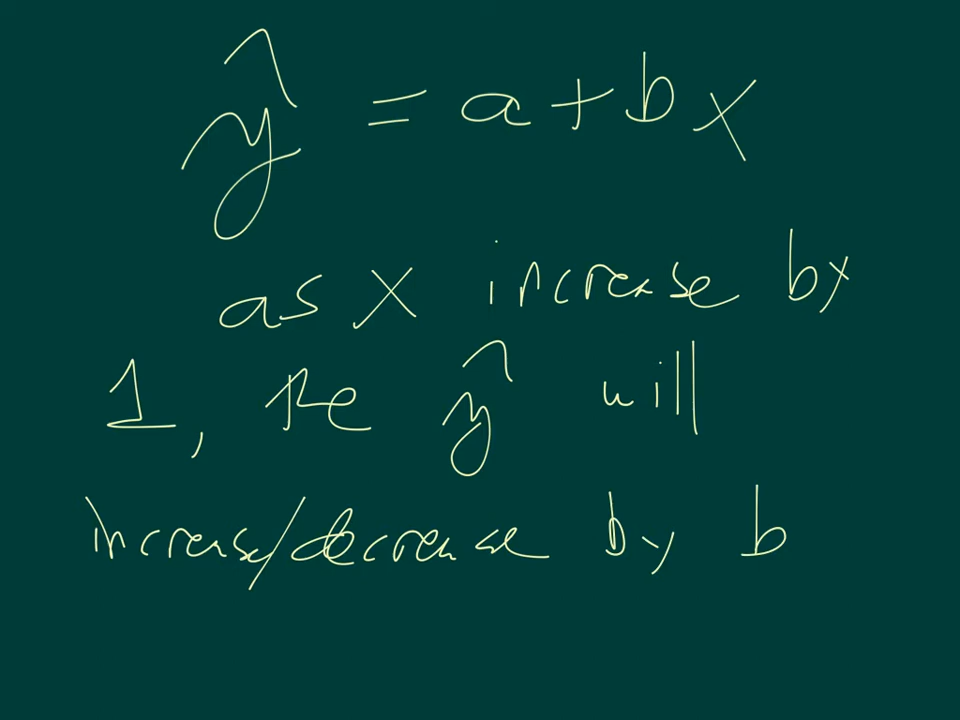 ŷ = a + bx
as x increase by
1, the ŷ will
increase/decrease by b